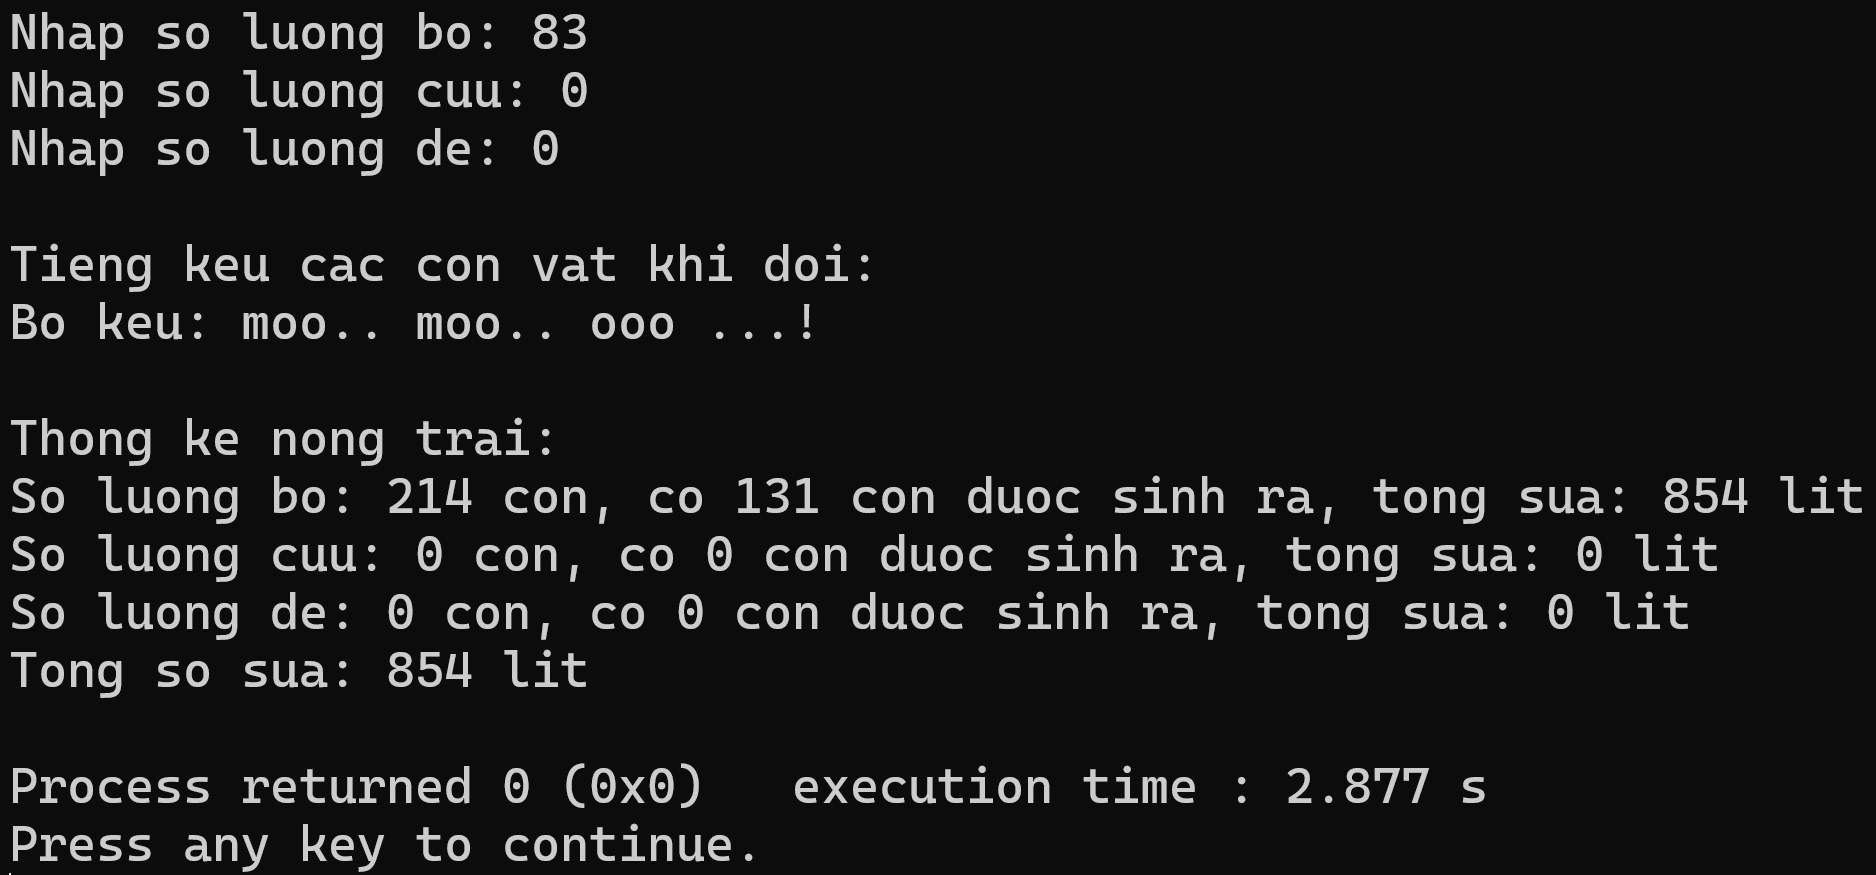 Nhap so luong bo: 83
Nhap so luong cuu: 0
Nhap so luong de: 0
Tieng keu cac con vat khi doi:
Bo keu: moo.. moo.. ooo ...!
Thong ke nong trai:
So luong bo: 214 con, co 131 con duoc sinh ra, tong sua: 854 lit
So luong cuu: 0 con, co 0 con duoc sinh ra, tong sua: 0 lit
So luong de: 0 con, co 0 con duoc sinh ra, tong sua: 0 lit
Tong so sua: 854 lit
Process returned 0 (0x0)   execution time : 2.877 s
Press any key to continue.